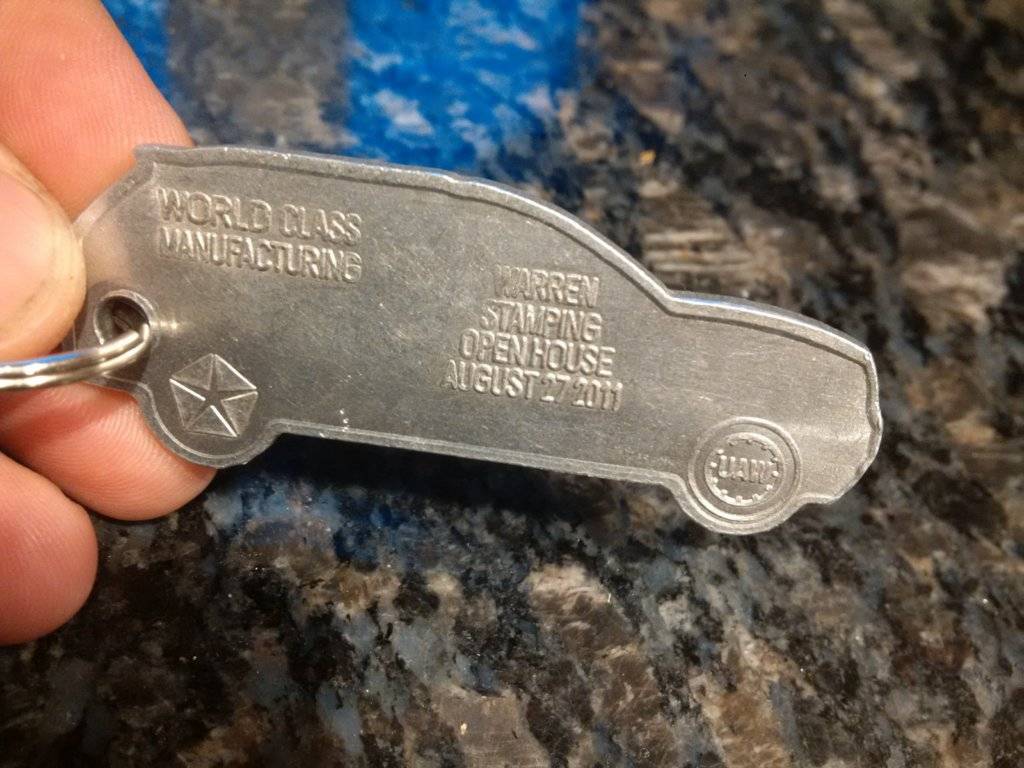 WORLD CLASS
MANUFACTURING
WARREN
STAMPING
OPEN HOUSE
AUGUST 27 2011
UAW